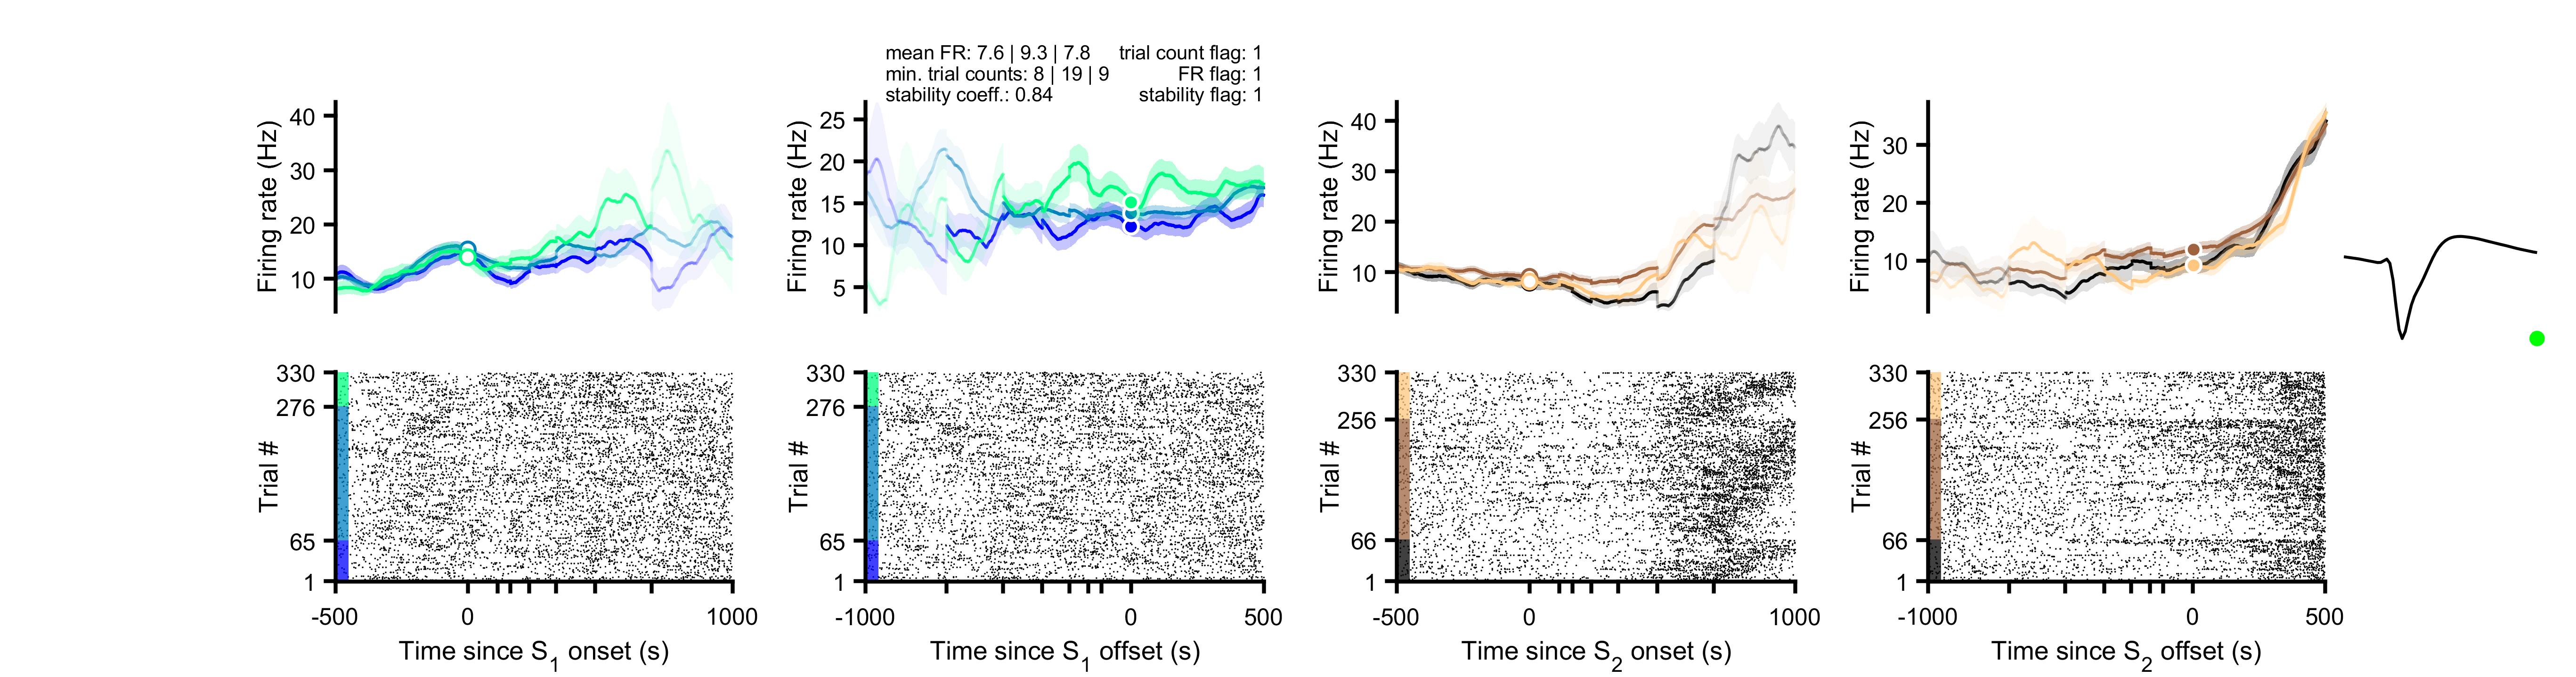 mean FR: 7.6 | 9.3 | 7.8 trial count flag: 1
min. trial counts: 8 | 19 | 9 FR flag: 1
stability coeff.: 0.84 stability flag: 1
Firing rate (Hz)
40
30
20
10
Firing rate (Hz)
25
20
15
10
5
Firing rate (Hz)
40
30
20
10
Firing rate (Hz)
30
20
10
Trial #
330
276
65
1
-500 0 1000
Time since S1 onset (s)
Trial #
330
276
65
1
-1000 0 500
Time since S1 offset (s)
Trial #
330
256
66
1
-500 0 1000
Time since S2 onset (s)
Trial #
330
256
66
1
-1000 0 500
Time since S2 offset (s)